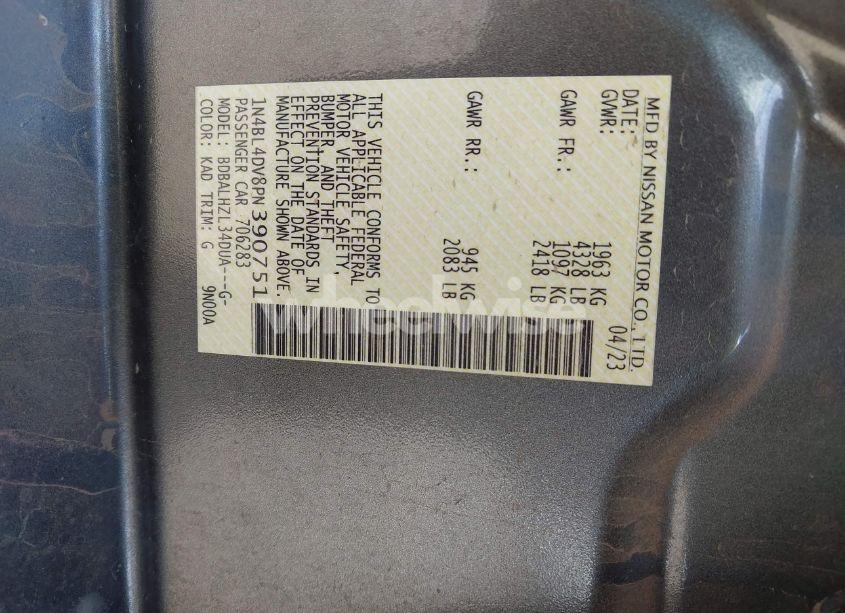 MFD BY NISSAN MOTOR CO., LTD.
DATE: 04/23
GVWR: 1963 KG
4328 LB
GAWR FR.: 1097 KG
2418 LB
GAWR RR.: 945 KG
2083 LB
THIS VEHICLE CONFORMS TO
ALL APPLICABLE FEDERAL
MOTOR VEHICLE SAFETY
BUMPER, AND THEFT
PREVENTION STANDARDS IN
EFFECT ON THE DATE OF
MANUFACTURE SHOWN ABOVE.
1N4BL4DV8PN390751
PASSENGER CAR 706283
MODEL: BDBALHZL34DUA---G-
COLOR: KAD TRIM: G 9N00A
wheelwise